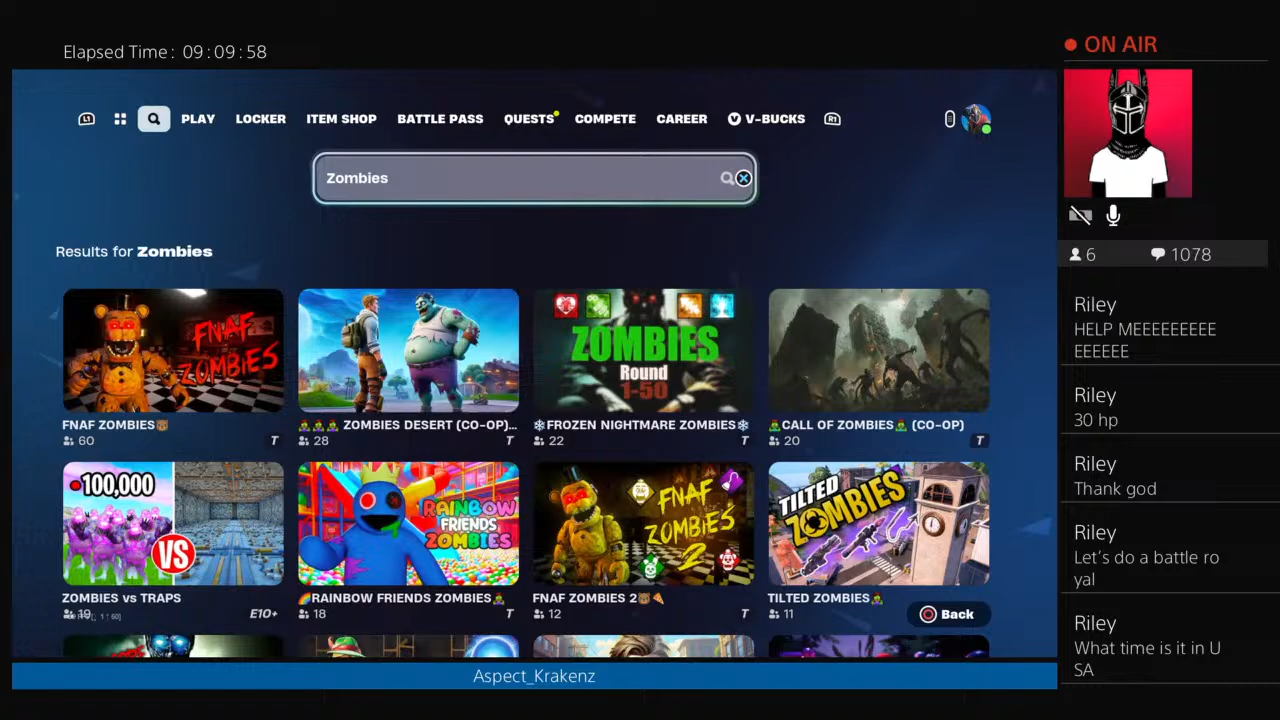 Elapsed Time: 09:09:58
ON AIR
L1
PLAY
LOCKER
ITEM SHOP
BATTLE PASS
QUESTS
COMPETE
CAREER
V-BUCKS
R1
Zombies
Results for Zombies
6
1078
FNAF
ZOMBIES
ZOMBIES
Round
1-50
FNAF ZOMBIES
60
T
ZOMBIES DESERT (CO-OP)...
28
T
FROZEN NIGHTMARE ZOMBIES
22
T
CALL OF ZOMBIES (CO-OP)
20
T
100,000
VS
RAINBOW
FRIENDS
ZOMBIES
FNAF
ZOMBIES
2
TILTED
ZOMBIES
ZOMBIES vs TRAPS
19
E10+
RAINBOW FRIENDS ZOMBIES
18
T
FNAF ZOMBIES 2
12
T
TILTED ZOMBIES
11
Back
Aspect_Krakenz
Riley
HELP MEEEEEEEEE
EEEEEE
Riley
30 hp
Riley
Thank god
Riley
Let's do a battle ro
yal
Riley
What time is it in U
SA